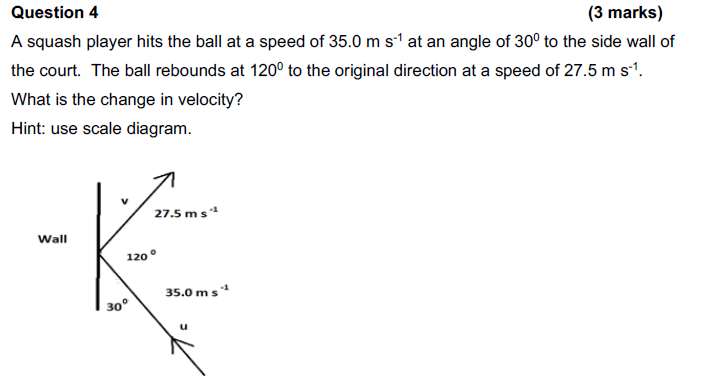 Question 4 (3 marks)
A squash player hits the ball at a speed of 35.0 m s⁻¹ at an angle of 30⁰ to the side wall of
the court. The ball rebounds at 120⁰ to the original direction at a speed of 27.5 m s⁻¹.
What is the change in velocity?
Hint: use scale diagram.
v
27.5 m s⁻¹
Wall
120⁰
35.0 m s⁻¹
30⁰
u